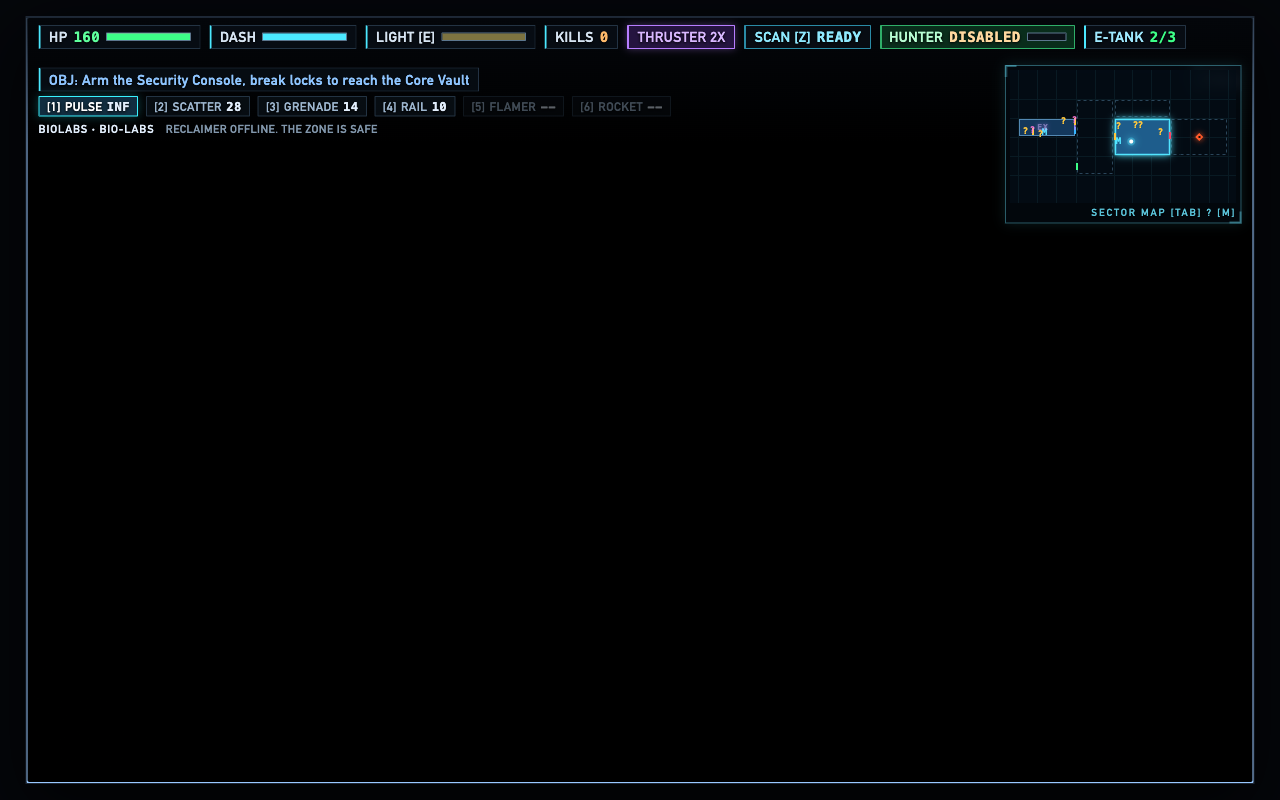 HP 160 DASH LIGHT [E] KILLS 0 THRUSTER 2X SCAN [Z] READY HUNTER DISABLED E-TANK 2/3
OBJ: Arm the Security Console, break locks to reach the Core Vault
[1] PULSE INF [2] SCATTER 28 [3] GRENADE 14 [4] RAIL 10 [5] FLAMER —— [6] ROCKET ——
BIOLABS · BIO-LABS RECLAIMER OFFLINE. THE ZONE IS SAFE
? ? ?? ?
? ? ? M
M
SECTOR MAP [TAB] ? [M]